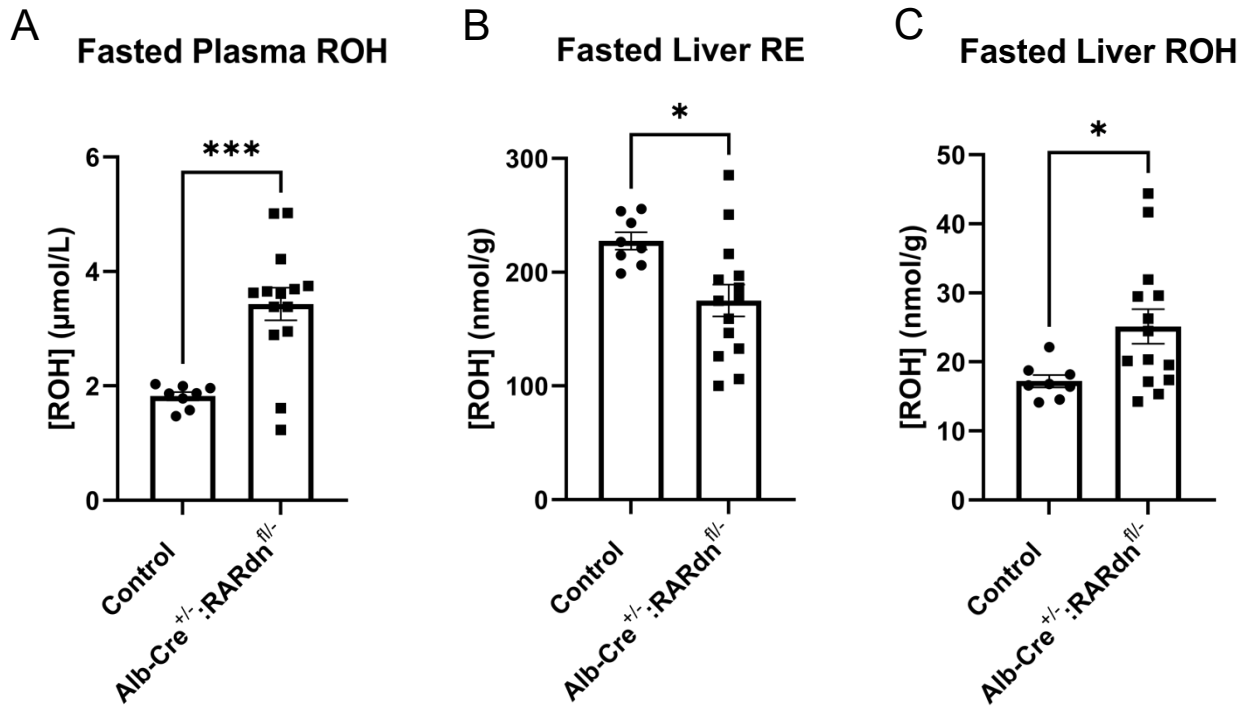 A
Fasted Plasma ROH
***
6
4
2
0
[ROH] (μmol/L)
Control
Alb-Cre+/-:RARdnfl/-
B
Fasted Liver RE
*
300
200
100
0
[ROH] (nmol/g)
Control
Alb-Cre+/-:RARdnfl/-
C
Fasted Liver ROH
*
50
40
30
20
10
0
[ROH] (nmol/g)
Control
Alb-Cre+/-:RARdnfl/-